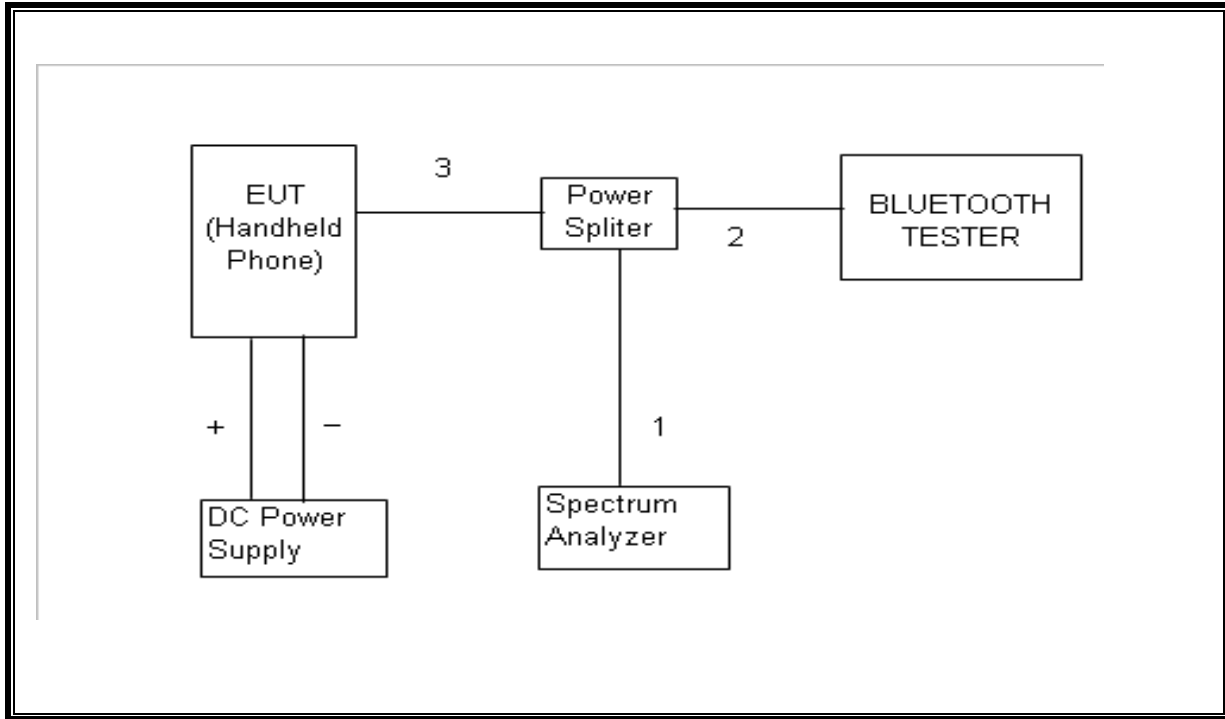 EUT
(Handheld
Phone)
3
Power
Spliter
2
BLUETOOTH
TESTER
+
–
1
DC Power
Supply
Spectrum
Analyzer